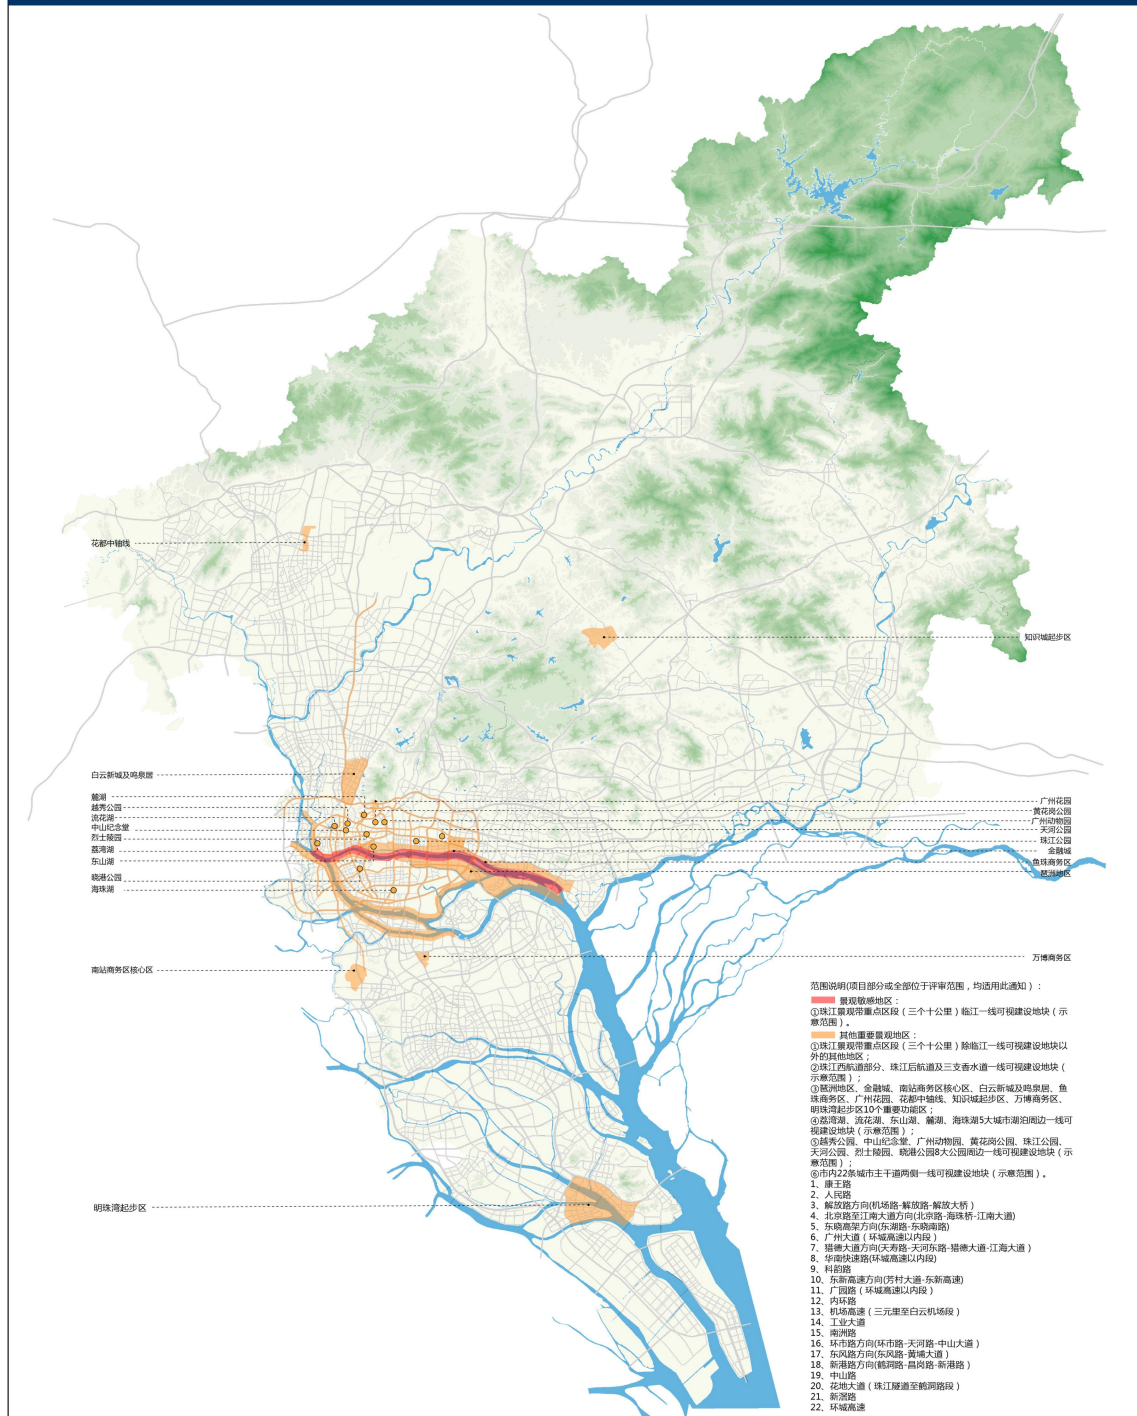 花都中轴线
知识城起步区
白云新城及鸣泉居
麓湖
越秀公园
流花湖
中山纪念堂
烈士陵园
荔湾湖
东山湖
晓港公园
海珠湖
广州花园
黄花岗公园
广州动物园
天河公园
珠江公园
金融城
鱼珠商务区
琶洲地区
南站商务区核心区
万博商务区
明珠湾起步区
范围说明(项目部分或全部位于评审范围，均适用此通知)：
景观敏感地区：
①珠江景观带重点区段（三个十公里）临江一线可视建设地块（示
意范围）。
其他重要景观地区：
①珠江景观带重点区段（三个十公里）除临江一线可视建设地块以
外的其他地区；
②珠江西航道部分、珠江后航道及三支香水道一线可视建设地块（
示意范围）；
③琶洲地区、金融城、南站商务区核心区、白云新城及鸣泉居、鱼
珠商务区、广州花园、花都中轴线、知识城起步区、万博商务区、
明珠湾起步区10个重要功能区；
④荔湾湖、流花湖、东山湖、麓湖、海珠湖5大城市湖泊周边一线可
视建设地块（示意范围）；
⑤越秀公园、中山纪念堂、广州动物园、黄花岗公园、珠江公园、
天河公园、烈士陵园、晓港公园8大公园周边一线可视建设地块（示
意范围）；
⑥市内22条城市主干道两侧一线可视建设地块（示意范围）。
1、康王路
2、人民路
3、解放路方向(机场路-解放路-解放大桥)
4、北京路至江南大道方向(北京路-海珠桥-江南大道)
5、东晓高架方向(东湖路-东晓南路)
6、广州大道（环城高速以内段）
7、猎德大道方向(天寿路-天河东路-猎德大道-江海大道)
8、华南快速路(环城高速以内段)
9、科韵路
10、东新高速方向(芳村大道-东新高速)
11、广园路（环城高速以内段）
12、内环路
13、机场高速（三元里至白云机场段）
14、工业大道
15、南洲路
16、环市路方向(环市路-天河路-中山大道)
17、东风路方向(东风路-黄埔大道)
18、新港路方向(鹤洞路-昌岗路-新港路)
19、中山路
20、花地大道（珠江隧道至鹤洞路段）
21、新滘路
22、环城高速